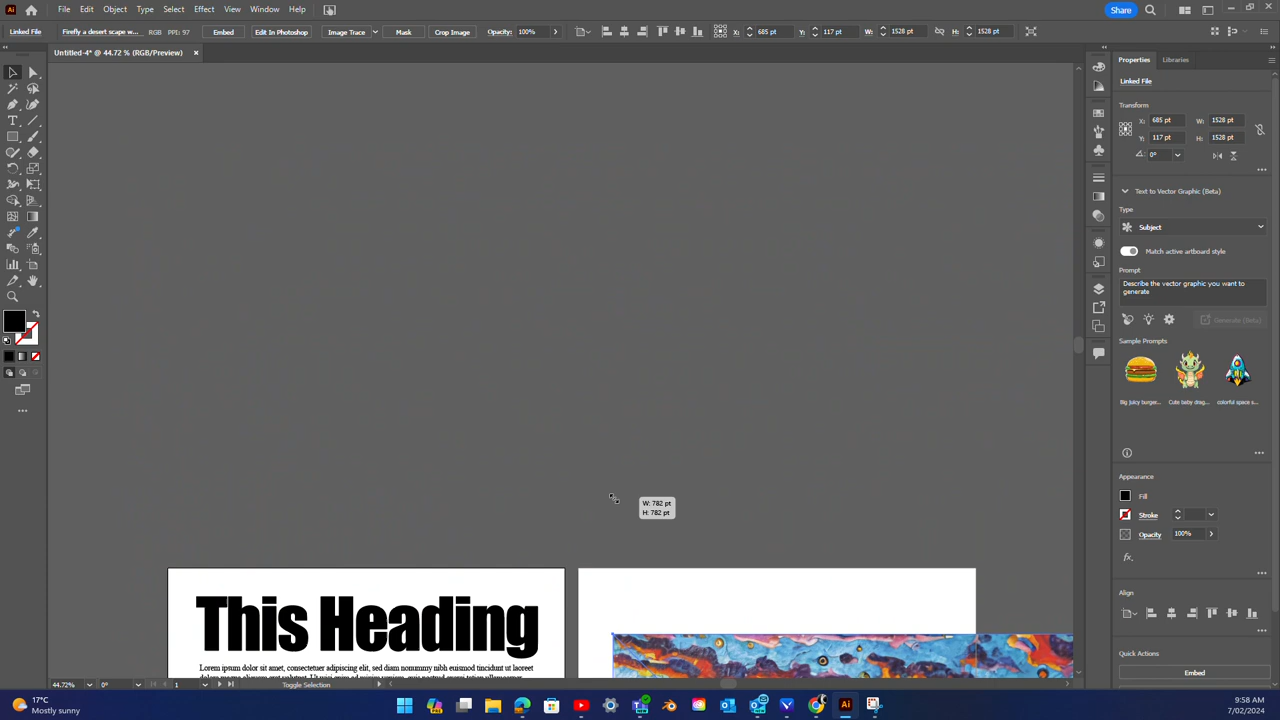 Ai File Edit Object Type Select Effect View Window Help Share
Linked File Firefly a desert scape w... RGB PPI: 97 Embed Edit In Photoshop Image Trace Mask Crop Image Opacity: 100% X: 685 pt Y: 117 pt W: 1528 pt H: 1528 pt
Untitled-4* @ 44.72 % (RGB/Preview) ×
Properties Libraries
Linked File
Transform
X: 685 pt W: 1528 pt
Y: 117 pt H: 1528 pt
0°
Text to Vector Graphic (Beta)
Type
Subject
Match active artboard style
Prompt
Describe the vector graphic you want to
generate
Generate (Beta)
Sample Prompts
Big juicy burger... Cute baby drag... colorful space s...
Appearance
Fill
Stroke
Opacity 100%
fx
Align
Quick Actions
Embed
W: 782 pt
H: 782 pt
This Heading
Lorem ipsum dolor sit amet, consectetuer adipiscing elit, sed diam nonummy nibh euismod tincidunt ut laoreet
44.72% 0° 1 Toggle Selection
17°C
Mostly sunny
9:58 AM
7/02/2024